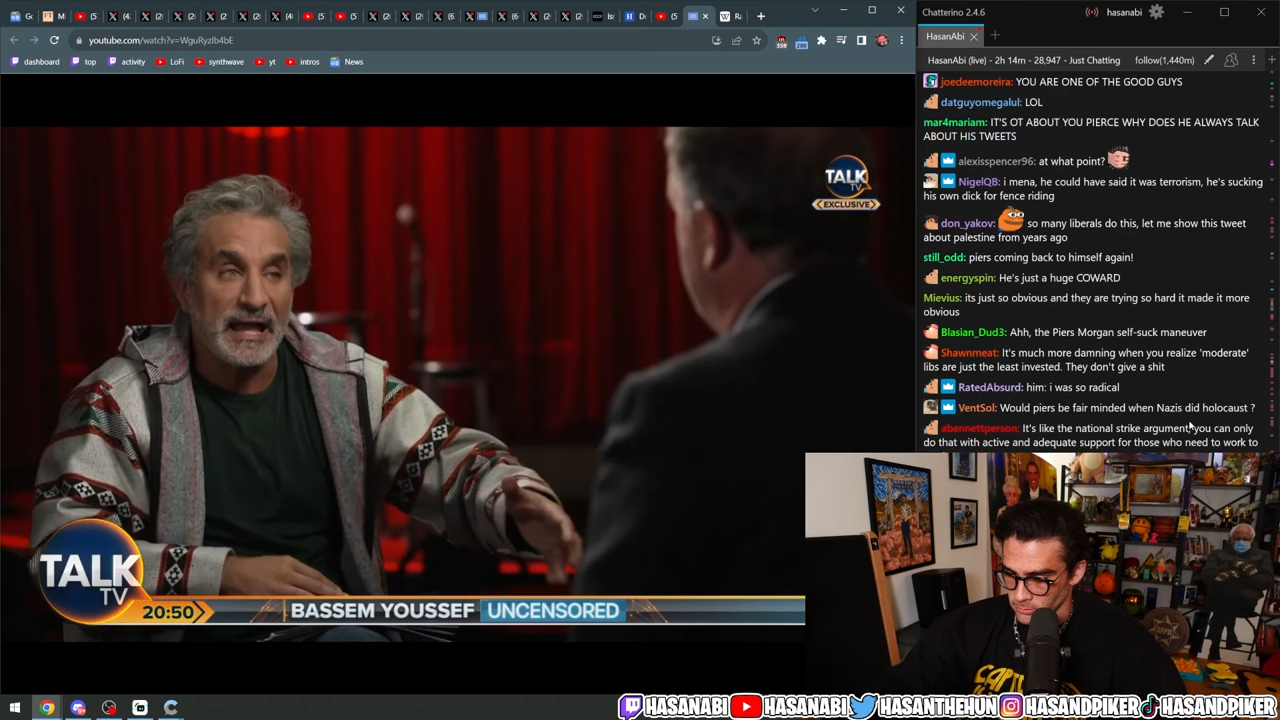 Chatterino 2.4.6
hasanabi
HasanAbi
youtube.com/watch?v=WguRyzIb4bE
dashboard
top
activity
LoFi
synthwave
yt
intros
News
359
280
HasanAbi (live) - 2h 14m - 28,947 - Just Chatting
follow(1,440m)
joedeemoreira: YOU ARE ONE OF THE GOOD GUYS
datguyomegalul: LOL
mar4mariam: IT'S OT ABOUT YOU PIERCE WHY DOES HE ALWAYS TALK
ABOUT HIS TWEETS
alexisspencer96: at what point?
NigelQB: i mena, he could have said it was terrorism, he's sucking
his own dick for fence riding
don_yakov: so many liberals do this, let me show this tweet
about palestine from years ago
still_odd: piers coming back to himself again!
energyspin: He's just a huge COWARD
Mievius: its just so obvious and they are trying so hard it made it more
obvious
Blasian_Dud3: Ahh, the Piers Morgan self-suck maneuver
Shawnmeat: It's much more damning when you realize 'moderate'
libs are just the least invested. They don't give a shit
RatedAbsurd: him: i was so radical
VentSol: Would piers be fair minded when Nazis did holocaust ?
abennettperson: It's like the national strike argument, you can only
do that with active and adequate support for those who need to work to
TALK
TV
EXCLUSIVE
TALK
TV
20:50
BASSEM YOUSSEF UNCENSORED
HASANABI
HASANABI
HASANTHEHUN
HASANDPIKER
HASANDPIKER